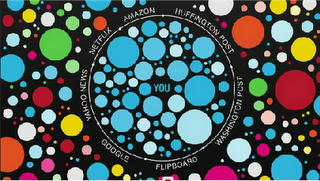 NETFLIX
AMAZON
HUFFINGTON POST
YAHOO NEWS
YOU
WASHINGTON POST
GOOGLE
FLIPBOARD